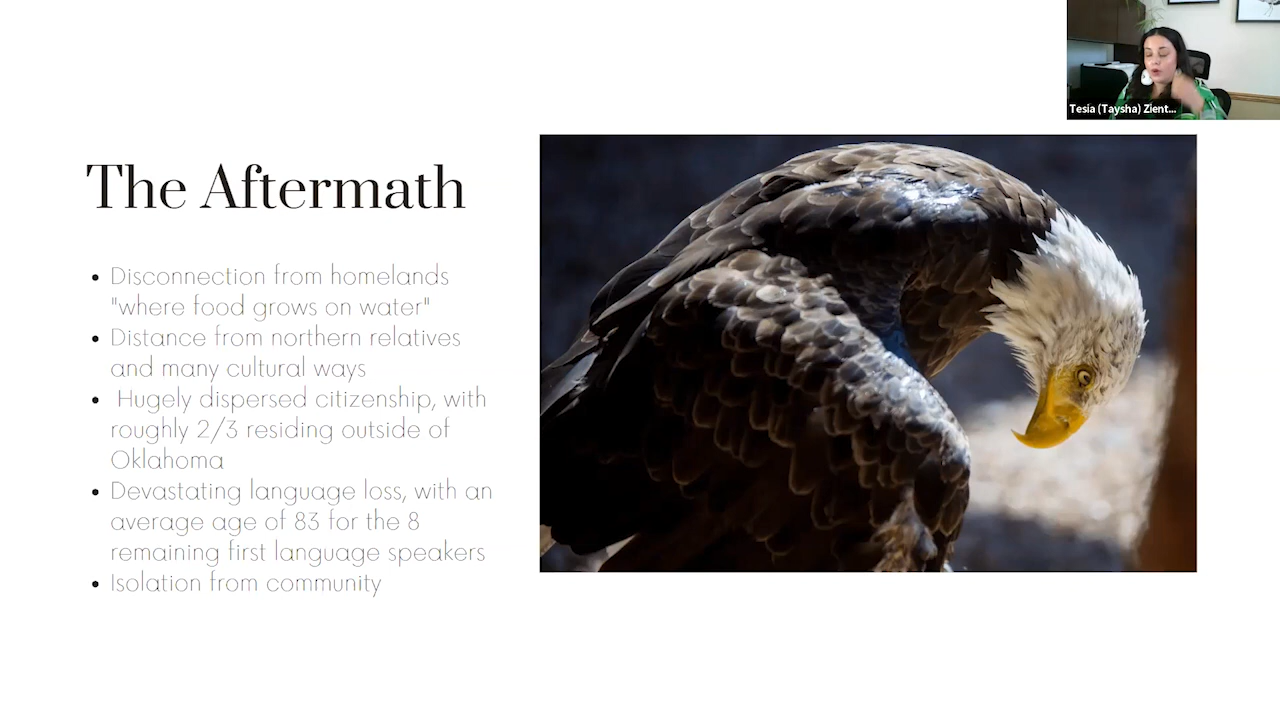 Tesia (Taysha) Zient...
The Aftermath
• Disconnection from homelands
"where food grows on water"
• Distance from northern relatives
and many cultural ways
• Hugely dispersed citizenship, with
roughly 2/3 residing outside of
Oklahoma
• Devastating language loss, with an
average age of 83 for the 8
remaining first language speakers
• Isolation from community